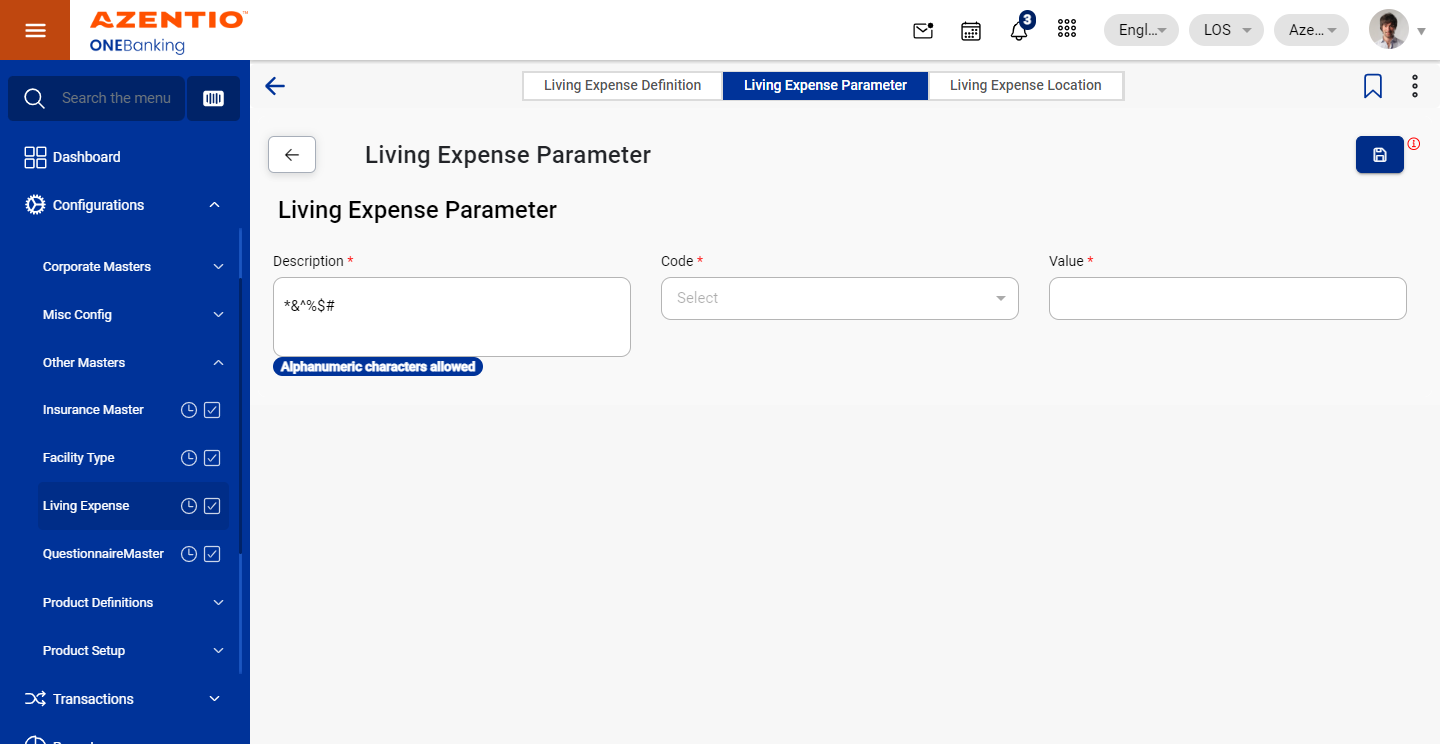 AZENTIO™
ONEBanking
3
Engl...
LOS
Aze...
Search the menu
Dashboard
Configurations
Corporate Masters
Misc Config
Other Masters
Insurance Master
Facility Type
Living Expense
QuestionnaireMaster
Product Definitions
Product Setup
Transactions
Living Expense Definition
Living Expense Parameter
Living Expense Location
Living Expense Parameter
Living Expense Parameter
Description *
Code *
Value *
*&^%$#
Select
Alphanumeric characters allowed